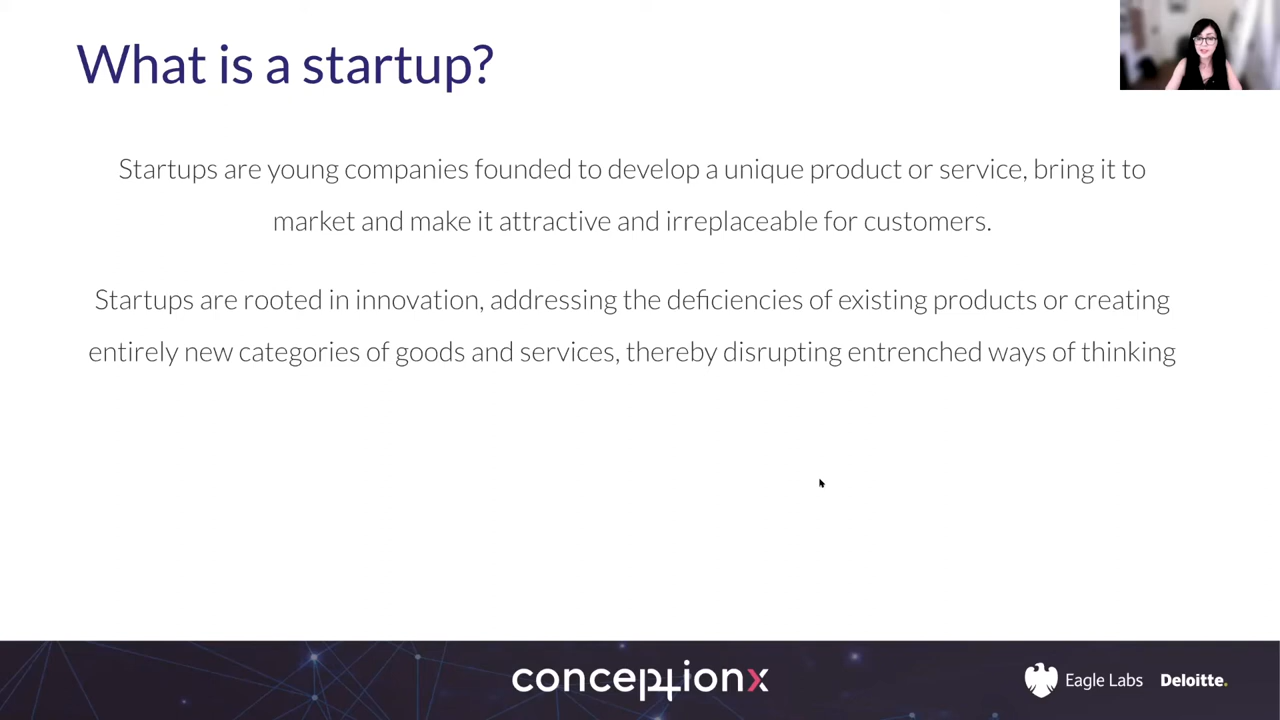 What is a startup?
Startups are young companies founded to develop a unique product or service, bring it to
market and make it attractive and irreplaceable for customers.
Startups are rooted in innovation, addressing the deficiencies of existing products or creating
entirely new categories of goods and services, thereby disrupting entrenched ways of thinking
conceptionx
Eagle Labs
Deloitte.